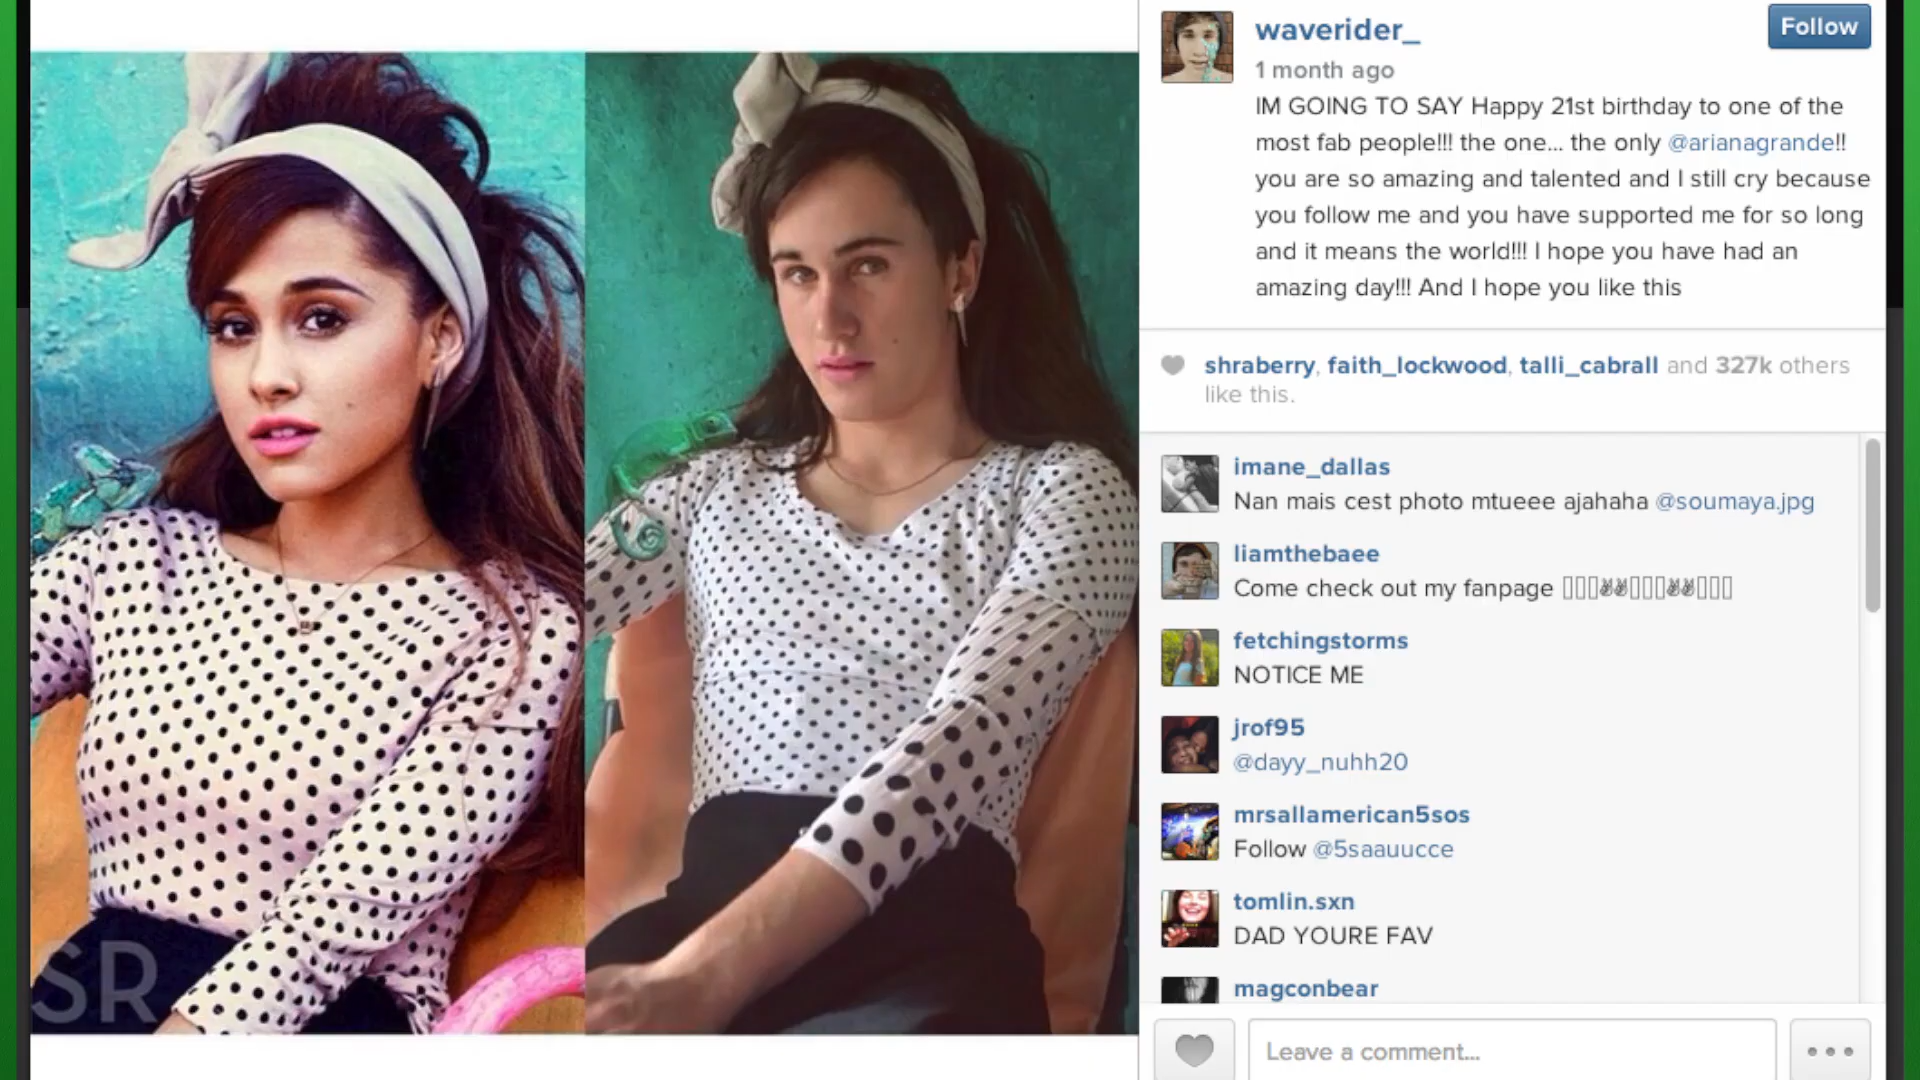 waverider_
Follow
1 month ago
IM GOING TO SAY Happy 21st birthday to one of the
most fab people!!! the one... the only @arianagrande!!
you are so amazing and talented and I still cry because
you follow me and you have supported me for so long
and it means the world!!! I hope you have had an
amazing day!!! And I hope you like this
shraberry, faith_lockwood, talli_cabrall and 327k others
like this.
imane_dallas
Nan mais cest photo mtueee ajahaha @soumaya.jpg
liamthebaee
Come check out my fanpage ▯▯▯✌✌▯▯▯✌✌▯▯▯
fetchingstorms
NOTICE ME
jrof95
@dayy_nuhh20
mrsallamerican5sos
Follow @5saauucce
tomlin.sxn
DAD YOURE FAV
magconbear
Leave a comment...
SR